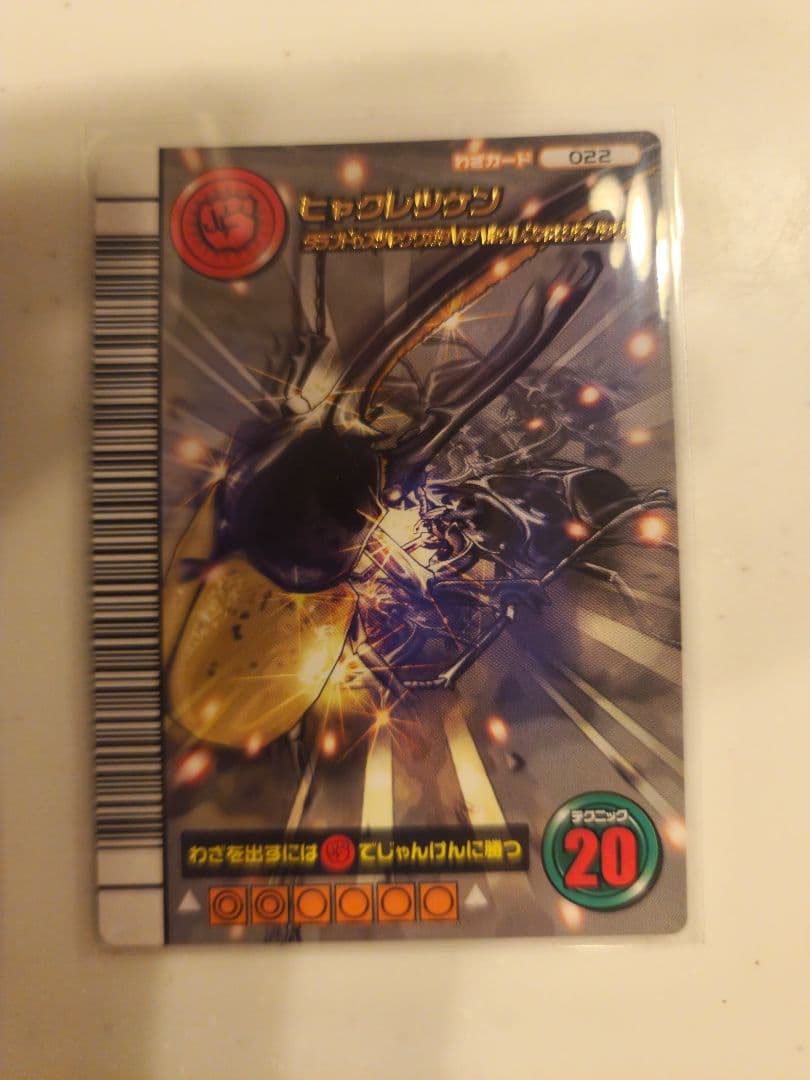 わざカード 022
ヒャクレツケン
わざを出すには でじゃんけんに勝つ
テクニック
20